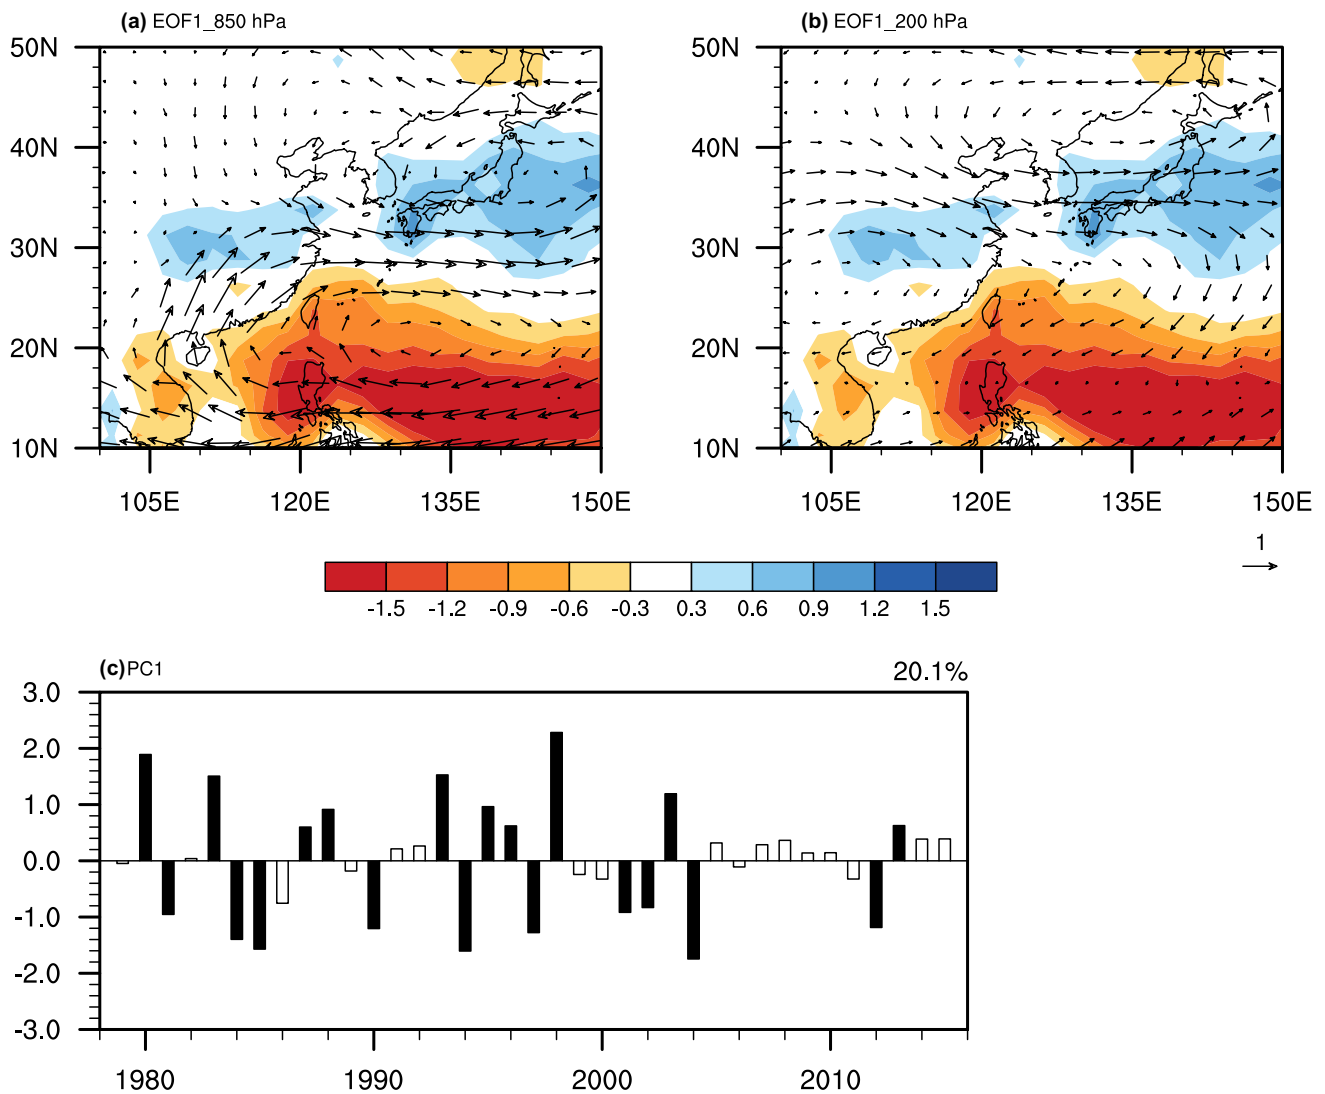 (a) EOF1_850 hPa
(b) EOF1_200 hPa
50N
40N
30N
20N
10N
105E 120E 135E 150E
50N
40N
30N
20N
10N
105E 120E 135E 150E
1
-1.5 -1.2 -0.9 -0.6 -0.3 0.3 0.6 0.9 1.2 1.5
(c)PC1
20.1%
3.0
2.0
1.0
0.0
-1.0
-2.0
-3.0
1980 1990 2000 2010